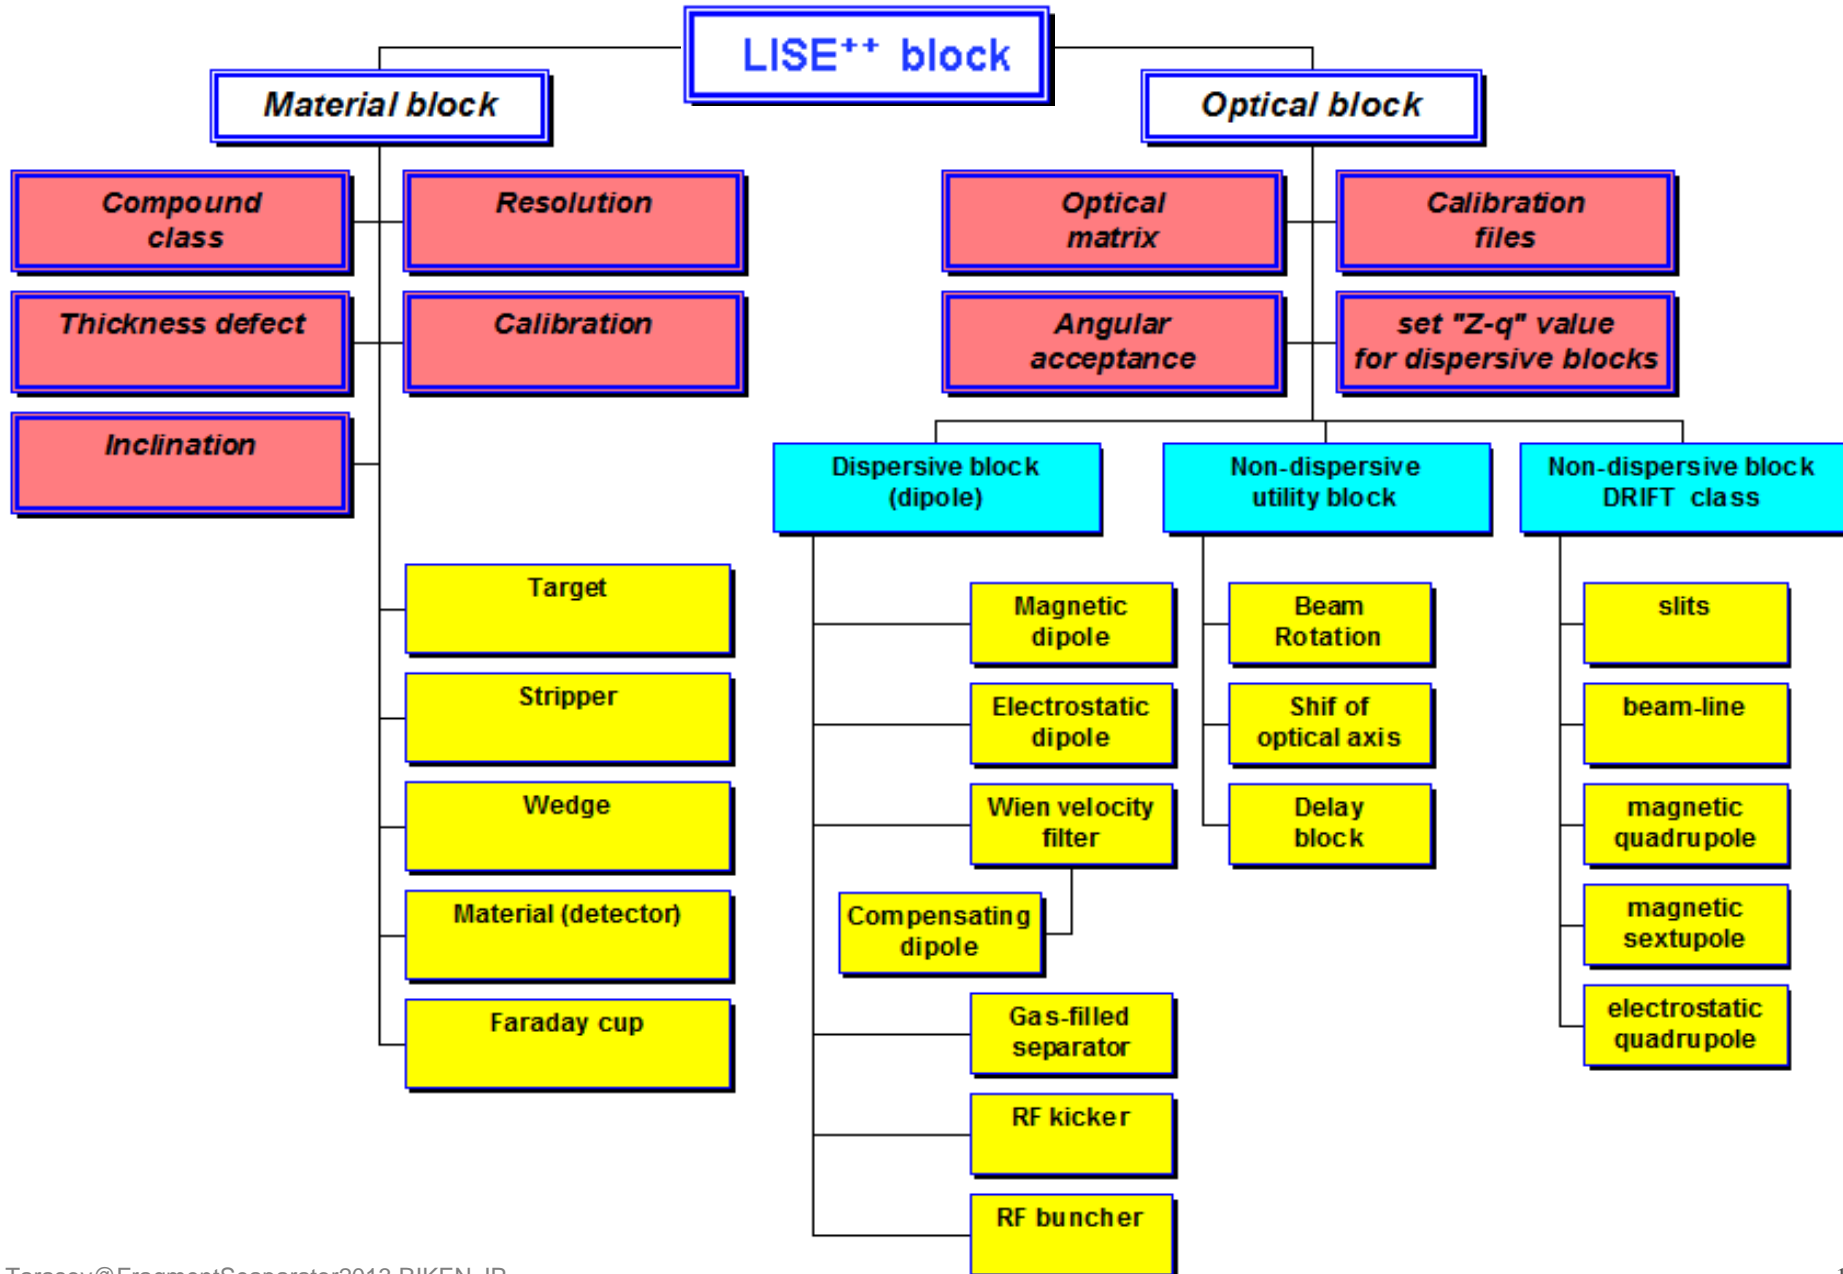 LISE++ block
Material block
Optical block
Compound
class
Resolution
Thickness defect
Calibration
Inclination
Optical
matrix
Calibration
files
Angular
acceptance
set "Z-q" value
for dispersive blocks
Dispersive block
(dipole)
Non-dispersive
utility block
Non-dispersive block
DRIFT class
Target
Stripper
Wedge
Material (detector)
Faraday cup
Magnetic
dipole
Electrostatic
dipole
Wien velocity
filter
Compensating
dipole
Gas-filled
separator
RF kicker
RF buncher
Beam
Rotation
Shif of
optical axis
Delay
block
slits
beam-line
magnetic
quadrupole
magnetic
sextupole
electrostatic
quadrupole